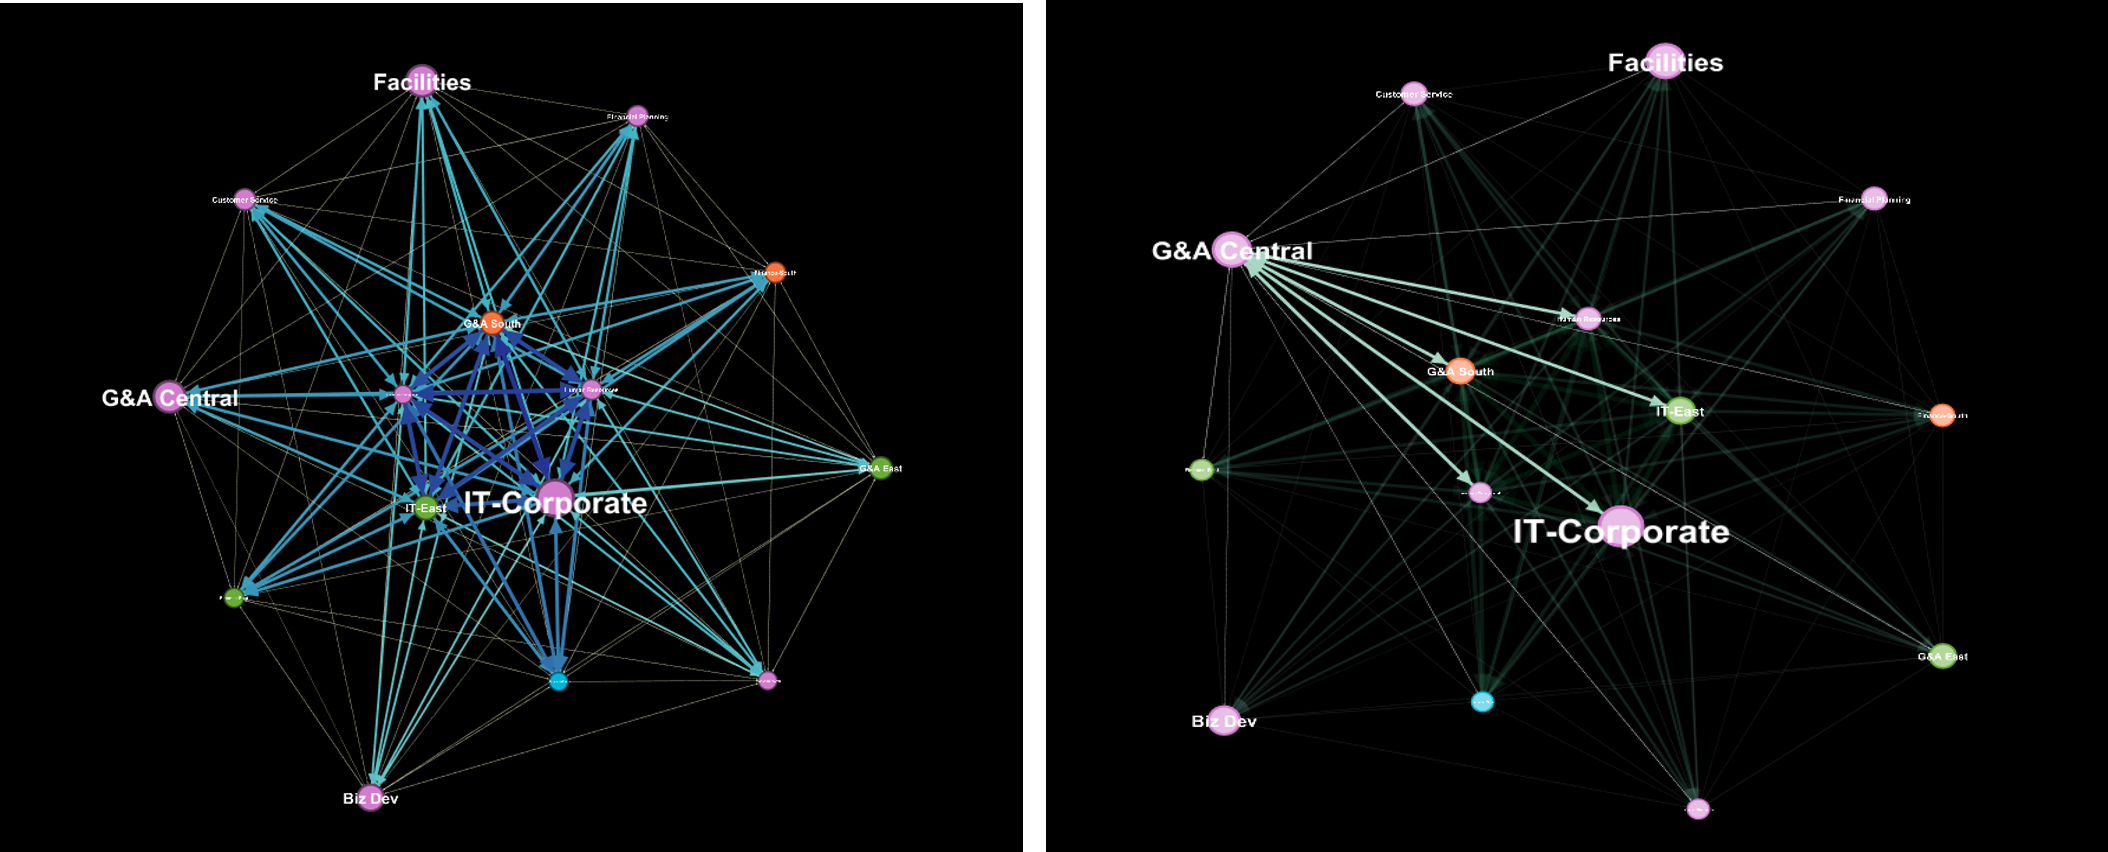 Facilities
Financial Planning
Customer Service
Finance-South
G&A South
Human Resources
G&A Central
G&A East
IT-Corporate
IT-East
Biz Dev
Facilities
Customer Service
Financial Planning
G&A Central
Human Resources
G&A South
IT-East
Finance-South
IT-Corporate
G&A East
Biz Dev